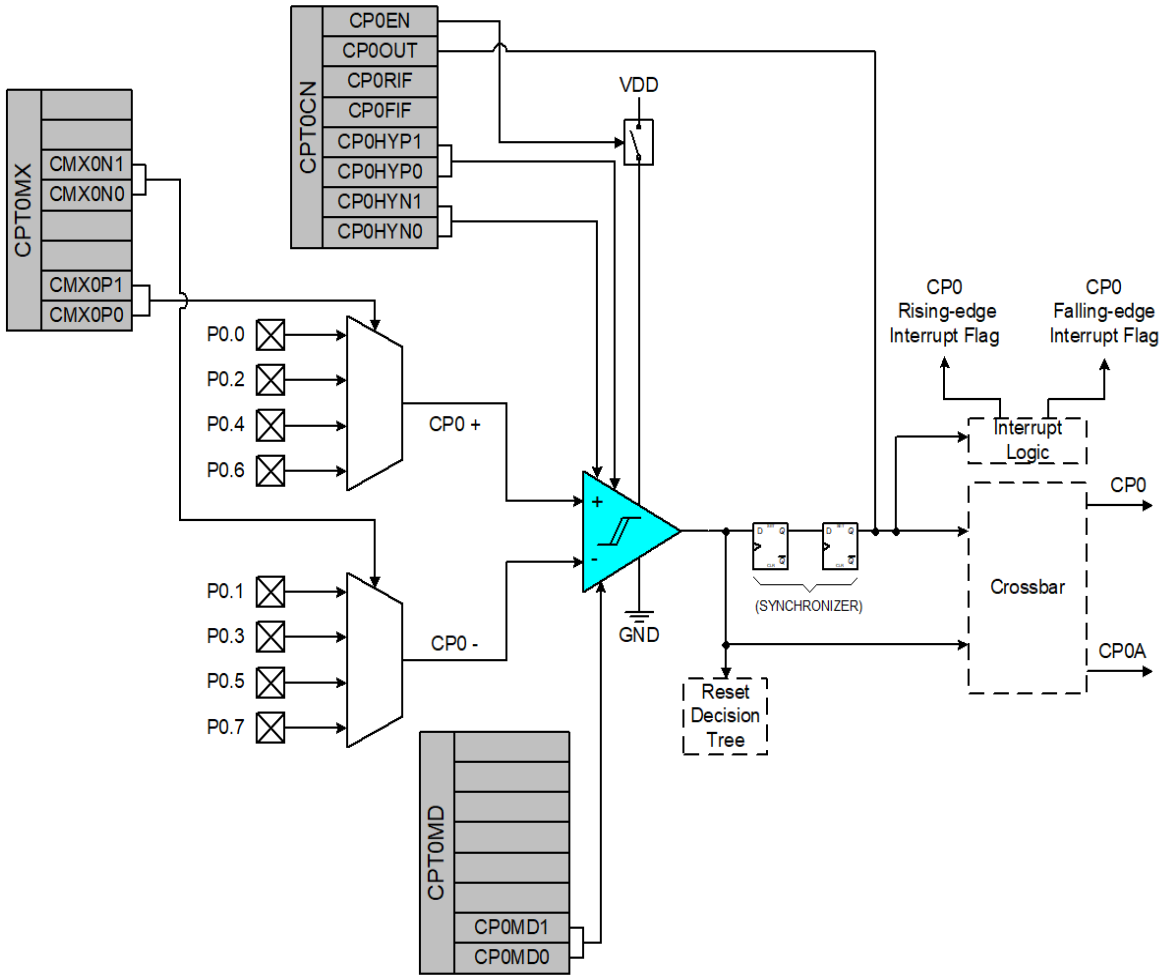 CPT0CN
CP0EN
CP0OUT
CP0RIF
CP0FIF
CP0HYP1
CP0HYP0
CP0HYN1
CP0HYN0
VDD
CPT0MX
CMX0N1
CMX0N0
CMX0P1
CMX0P0
P0.0
P0.2
P0.4
P0.6
CP0 +
P0.1
P0.3
P0.5
P0.7
CP0 -
+
-
GND
D
Q
Q
CLR
D
Q
Q
CLR
(SYNCHRONIZER)
CP0
Rising-edge
Interrupt Flag
CP0
Falling-edge
Interrupt Flag
Interrupt
Logic
Crossbar
CP0
CP0A
Reset
Decision
Tree
CPT0MD
CP0MD1
CP0MD0